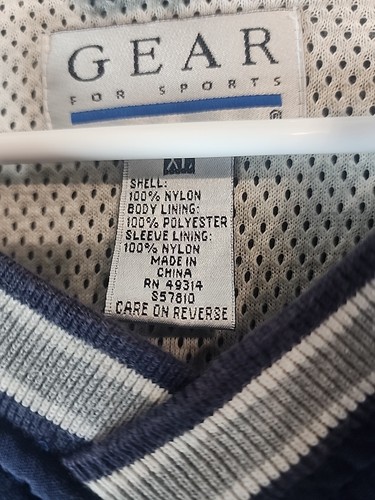 GEAR
FOR SPORTS
®
XL
SHELL:
100% NYLON
BODY LINING:
100% POLYESTER
SLEEVE LINING:
100% NYLON
MADE IN
CHINA
RN 49314
S57810
CARE ON REVERSE